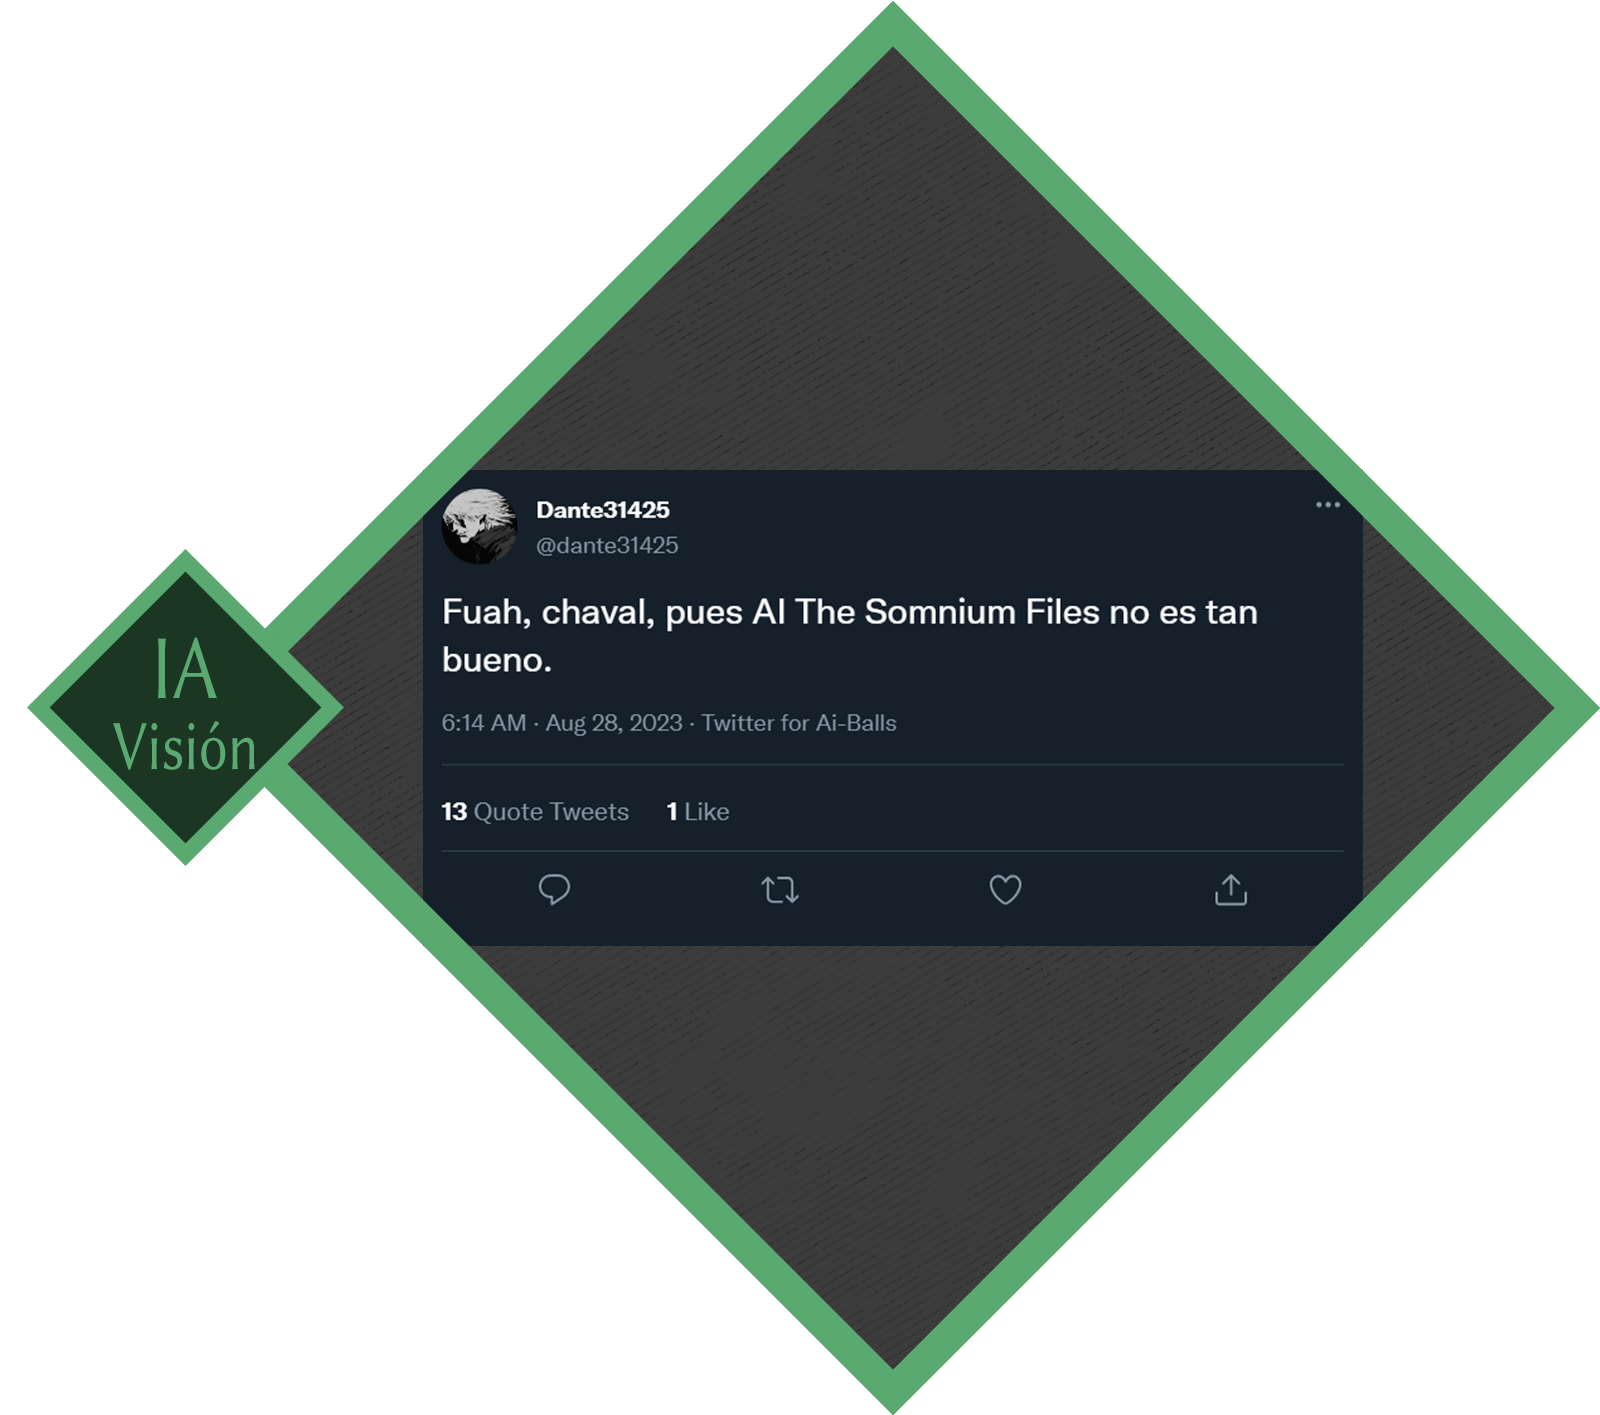 Dante31425
@dante31425
Fuah, chaval, pues AI The Somnium Files no es tan
bueno.
6:14 AM · Aug 28, 2023 · Twitter for Ai-Balls
13 Quote Tweets 1 Like
IA
Visión